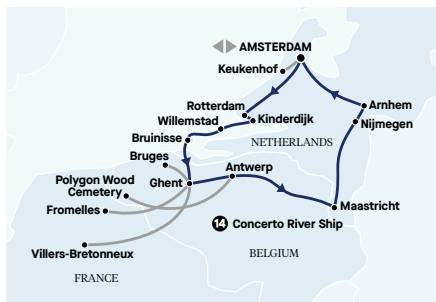 AMSTERDAM
Keukenhof
Rotterdam
Kinderdijk
Arnhem
Willemstad
Nijmegen
Bruinisse
NETHERLANDS
Bruges
Antwerp
Polygon Wood
Cemetery
Ghent
Fromelles
Maastricht
14 Concerto River Ship
Villers-Bretonneux
BELGIUM
FRANCE